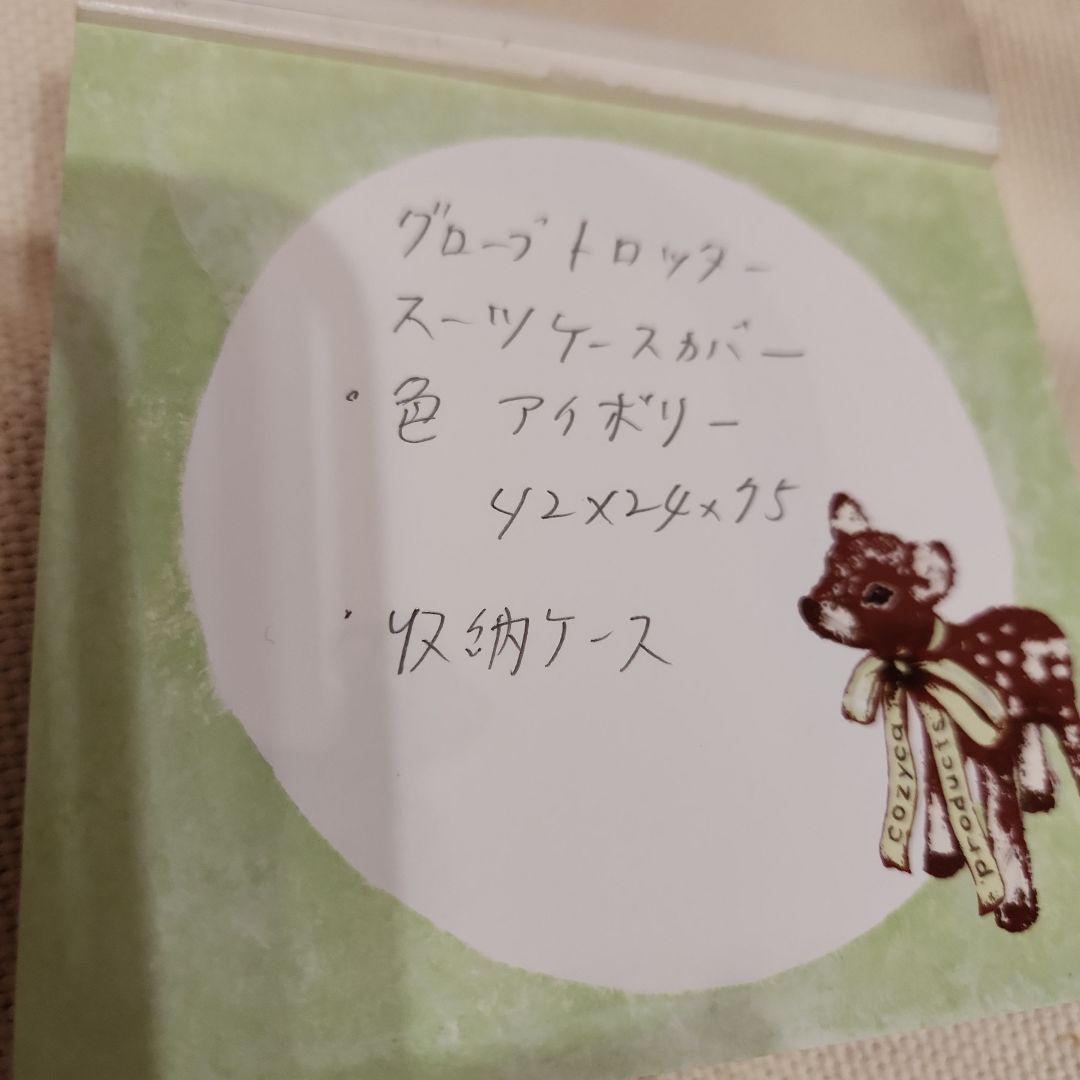 グローブトロッター
スーツケースカバー
・色 アイボリー
42×24×75
・収納ケース
cozyca
products